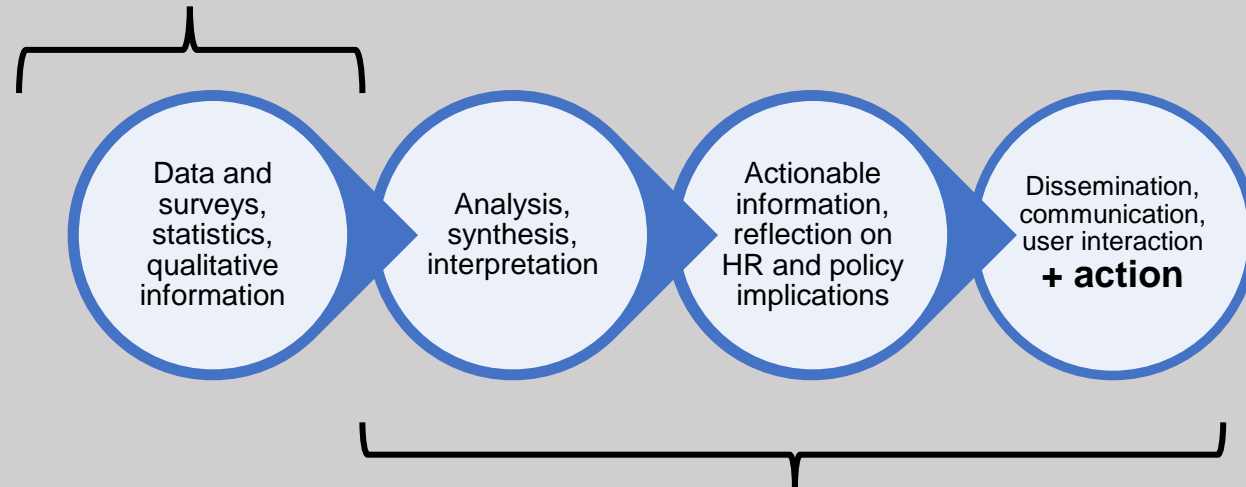 Data and
surveys,
statistics,
qualitative
information
Analysis,
synthesis,
interpretation
Actionable
information,
reflection on
HR and policy
implications
Dissemination,
communication,
user interaction
+ action